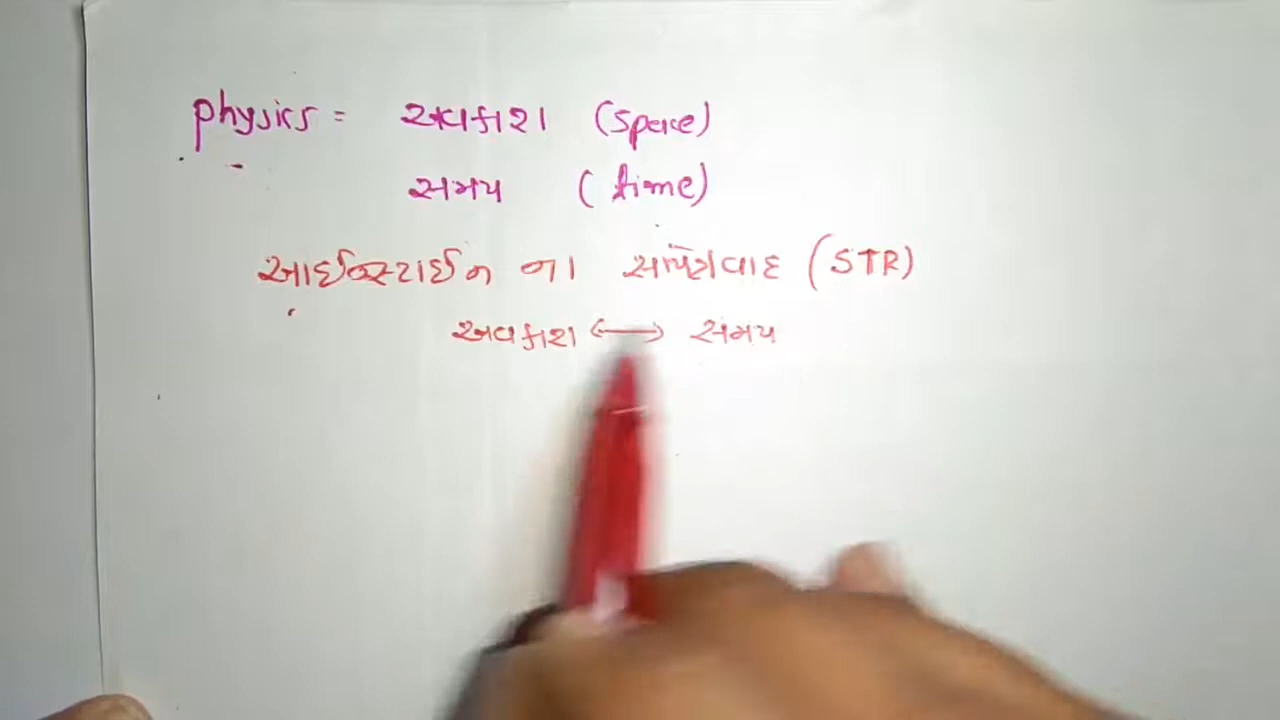 physics = અવકાશ (space)
સમય (time)
આઈન્સ્ટાઈન ના સાપેક્ષવાદ (STR)
અવકાશ <--> સમય